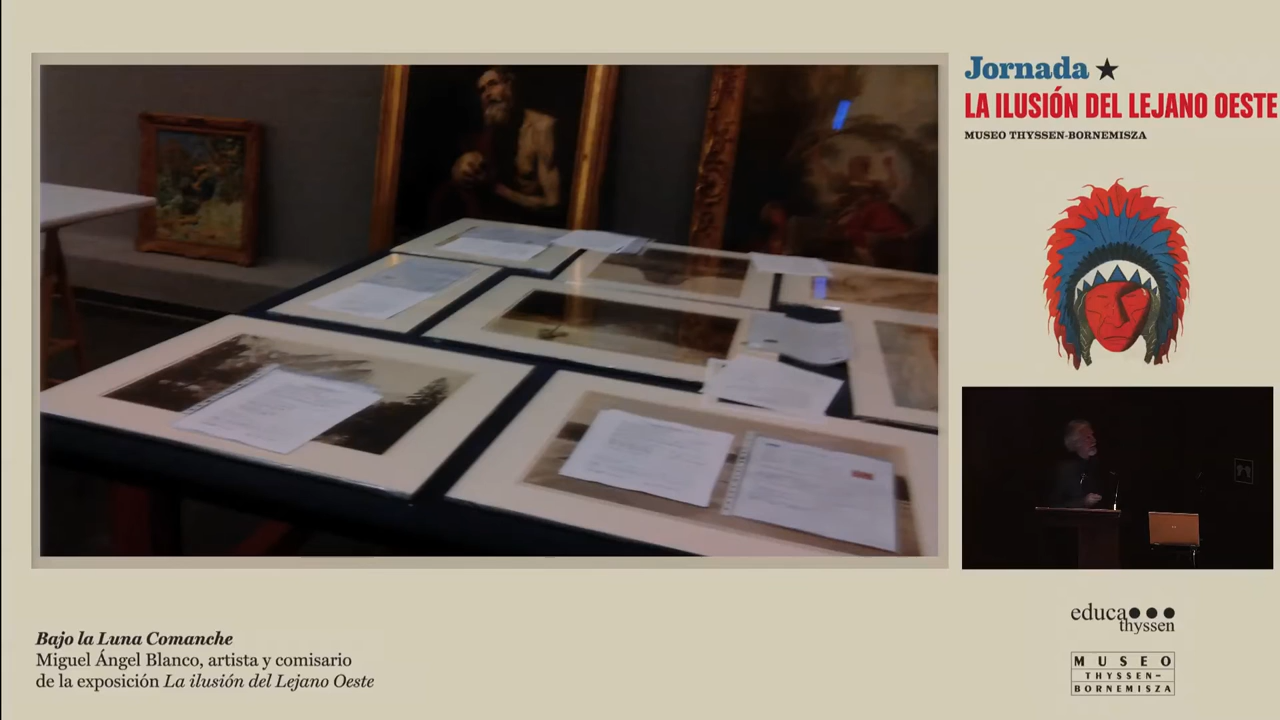 Jornada
LA ILUSIÓN DEL LEJANO OESTE
MUSEO THYSSEN-BORNEMISZA
Bajo la Luna Comanche
Miguel Ángel Blanco, artista y comisario
de la exposición La ilusión del Lejano Oeste
educa
thyssen
MUSEO
THYSSEN-
BORNEMISZA